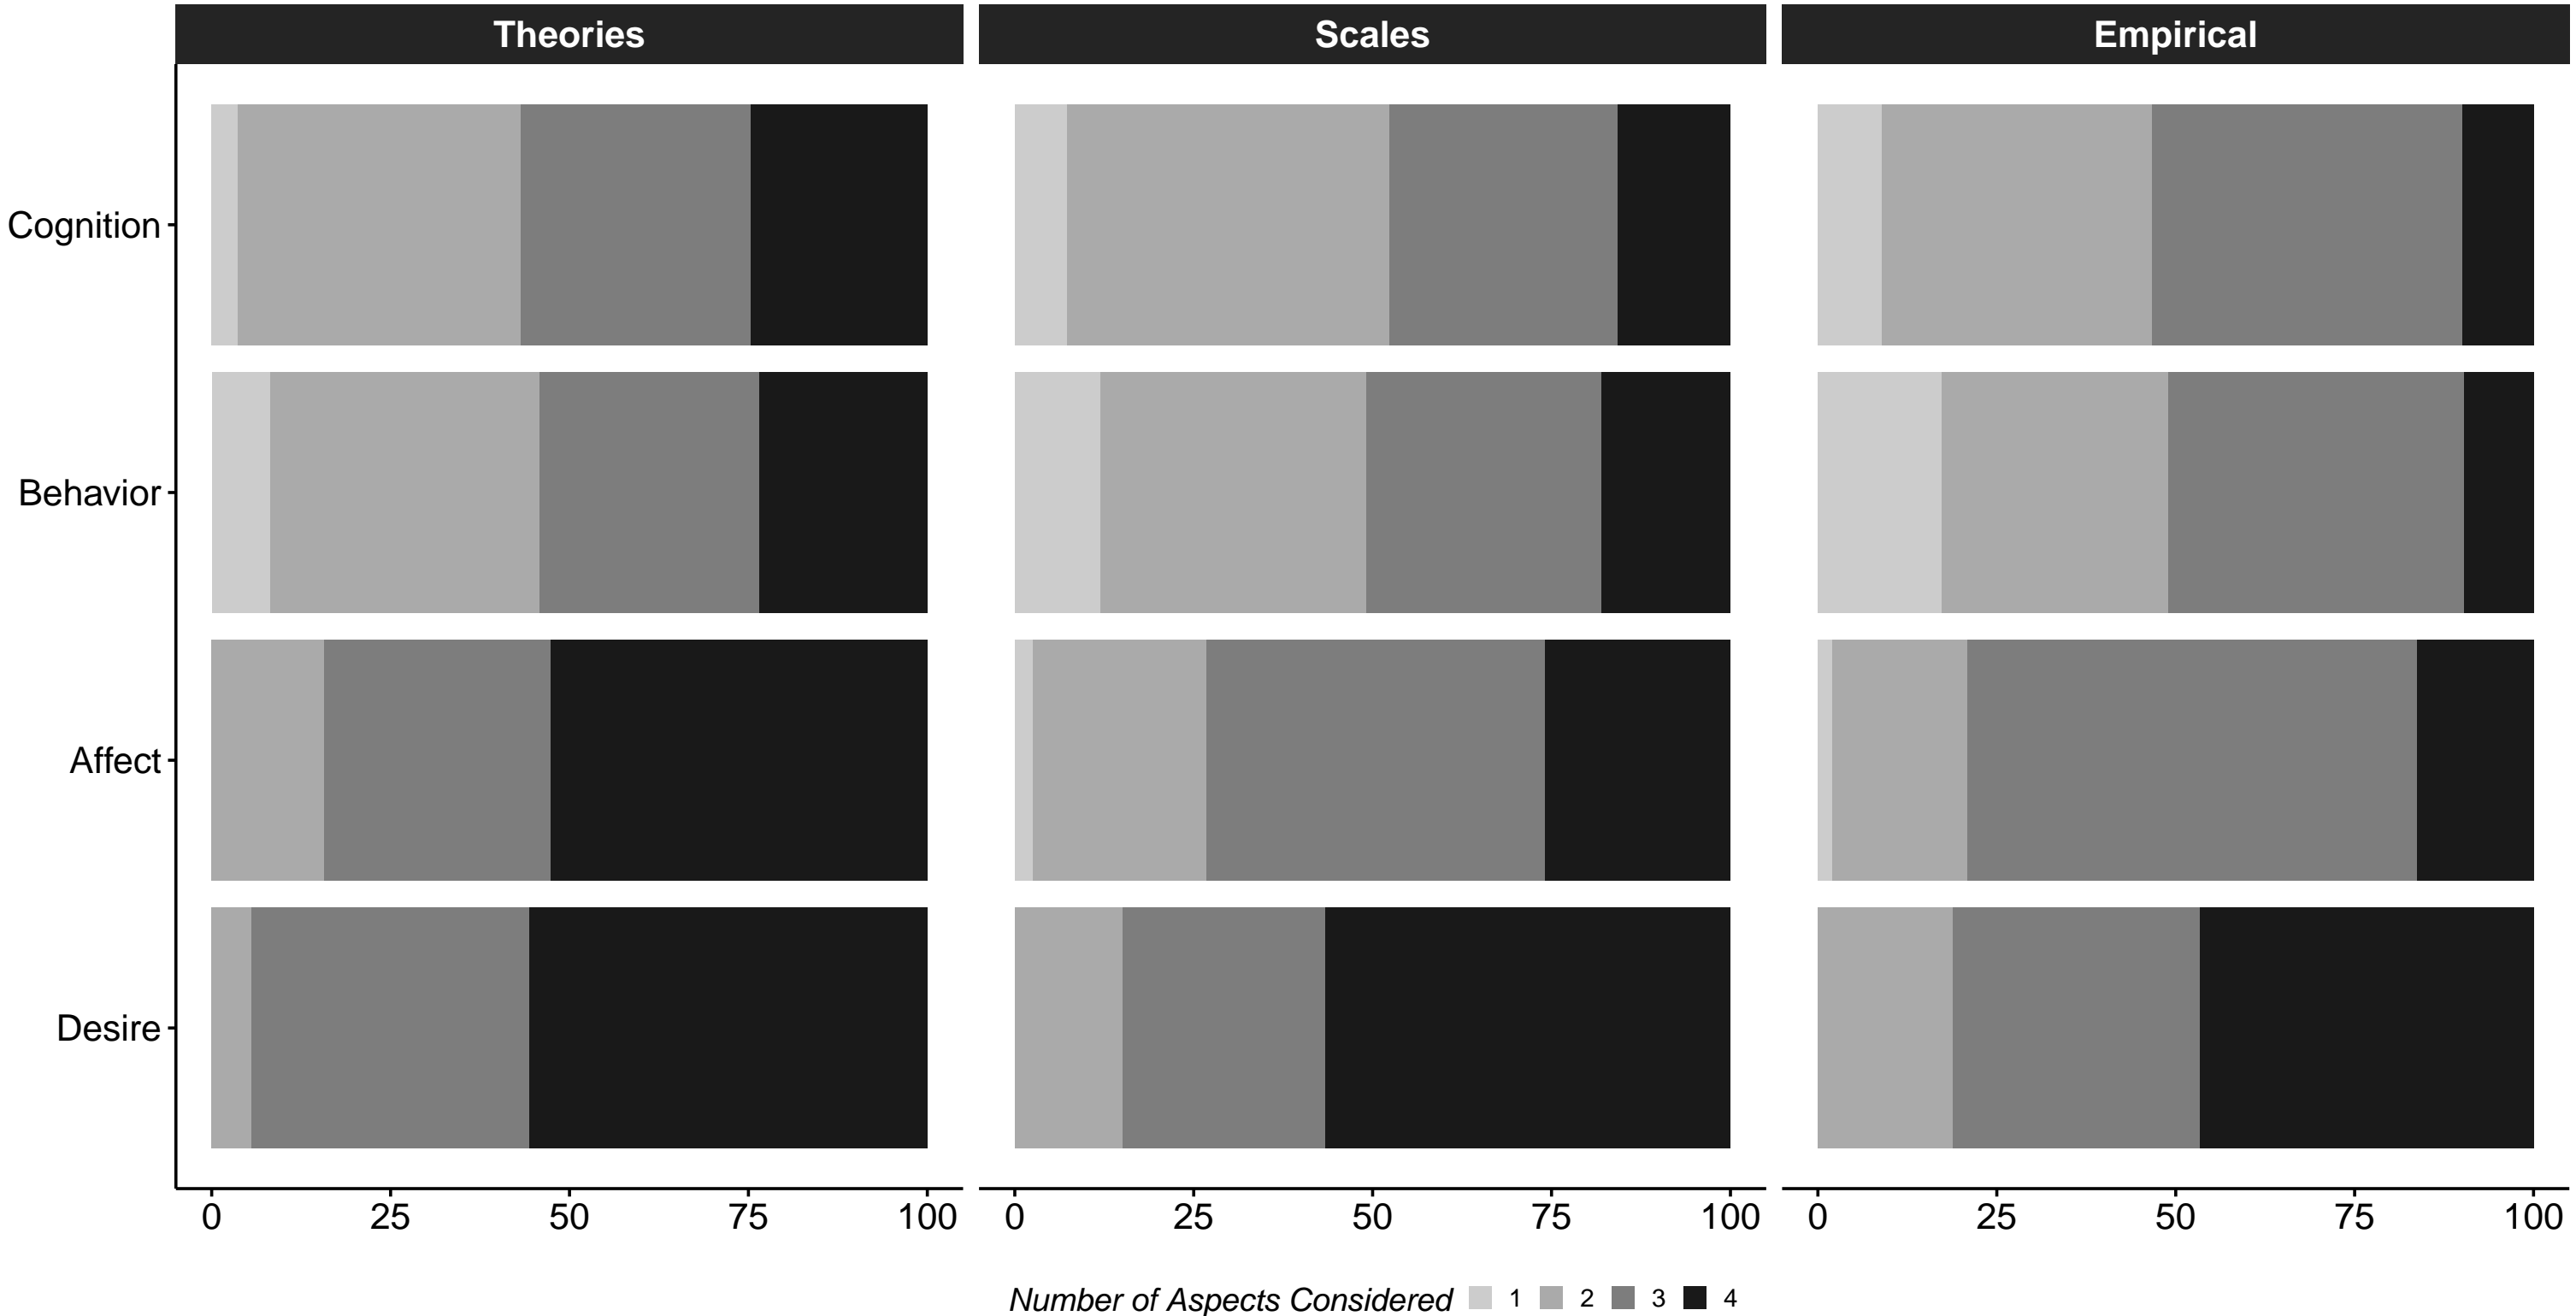 Theories Scales Empirical
Cognition
Behavior
Affect
Desire
0 25 50 75 100 0 25 50 75 100 0 25 50 75 100
Number of Aspects Considered 1 2 3 4